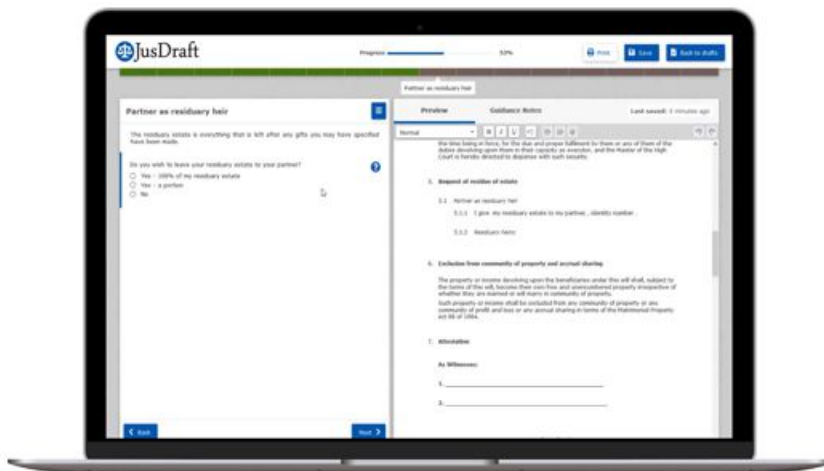 JusDraft
Progress
53%
Print
Save
Back to drafts
Partner as residuary heir
Partner as residuary heir
The residuary estate is everything that is left after any gifts you may have specified
have been made.
Do you wish to leave your residuary estate to your partner?
Yes - 100% of my residuary estate
Yes - a portion
No
Back
Next
Preview
Guidance Notes
Last saved: minutes ago
Normal
B I U
the time being in force, for the due and proper fulfilment by them or any of them of the
duties devolving upon them in their capacity as executor, and the Master of the High
Court is hereby directed to dispense with such security.
5. Bequest of residue of estate
5.1 Partner as residuary heir
5.1.1 I give my residuary estate to my partner , identity number
5.1.2 Residuary heirs
6. Exclusion from community of property and accrual sharing
The property or income devolving upon the beneficiaries under this will shall, subject to
the terms of this will, become their own free and unencumbered property irrespective of
whether they are married or will marry in community of property.
Such property or income shall be excluded from any community of property or any
community of profit and loss or any accrual sharing in terms of the Matrimonial Property
Act 88 of 1984.
7. Attestation
As Witnesses:
1.
2.